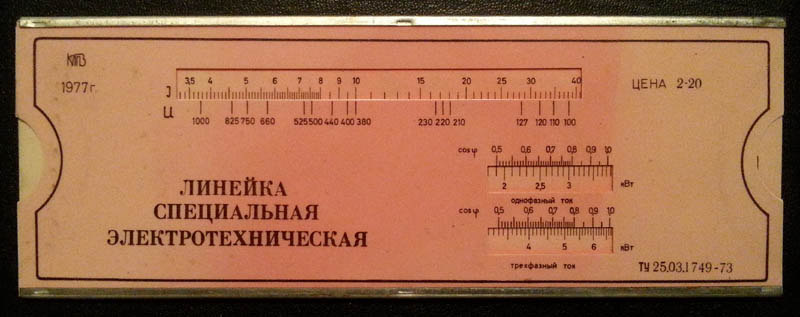 КПВ
1977г.
3,5 4 5 6 7 8 9 10 15 20 25 30 40
J
U
1000 825 750 660 525 500 440 400 380 230 220 210 127 120 110 100
ЦЕНА 2-20
cosφ 0,5 0,6 0,7 0,8 0,9 1,0
2 2,5 3 кВт
однофазный ток
cosφ 0,5 0,6 0,7 0,8 0,9 1,0
4 5 6 кВт
трехфазный ток
ЛИНЕЙКА
СПЕЦИАЛЬНАЯ
ЭЛЕКТРОТЕХНИЧЕСКАЯ
ТУ 25.03.1749-73